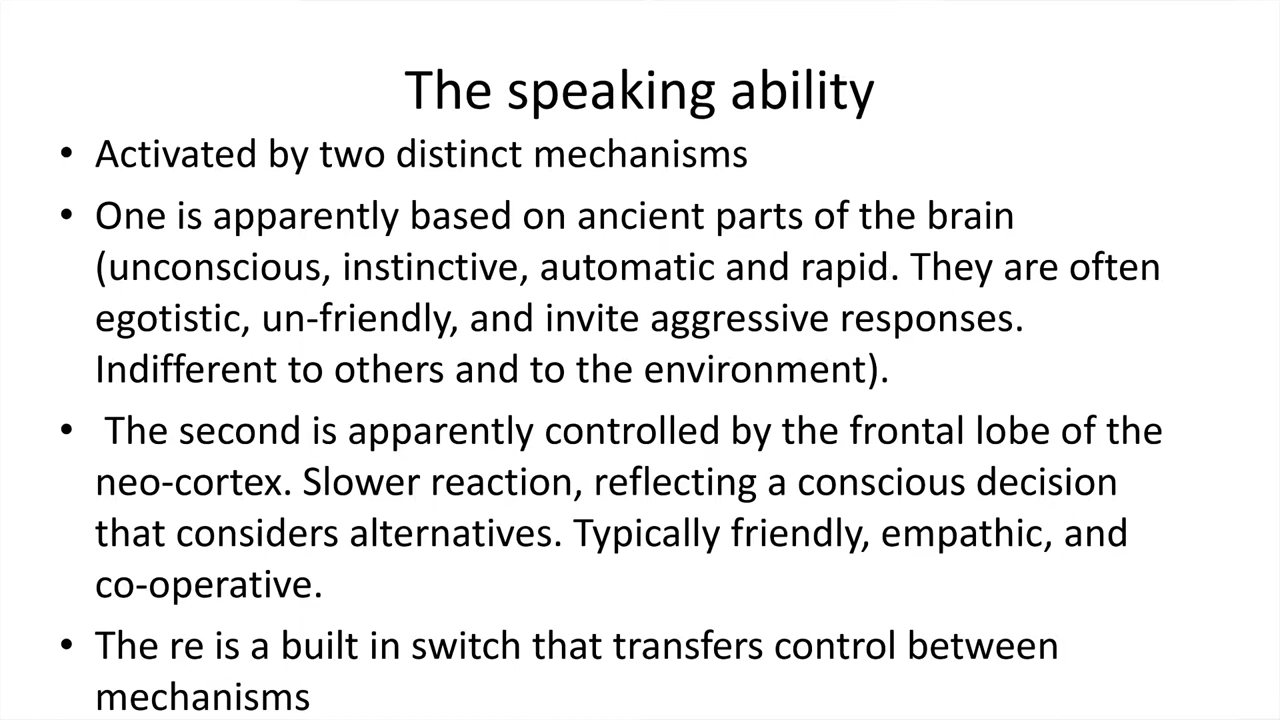 The speaking ability
• Activated by two distinct mechanisms
• One is apparently based on ancient parts of the brain
(unconscious, instinctive, automatic and rapid. They are often
egotistic, un-friendly, and invite aggressive responses.
Indifferent to others and to the environment).
• The second is apparently controlled by the frontal lobe of the
neo-cortex. Slower reaction, reflecting a conscious decision
that considers alternatives. Typically friendly, empathic, and
co-operative.
• The re is a built in switch that transfers control between
mechanisms